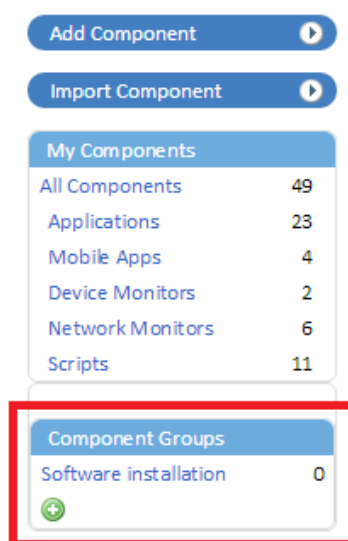 Add Component
Import Component
My Components
All Components 49
Applications 23
Mobile Apps 4
Device Monitors 2
Network Monitors 6
Scripts 11
Component Groups
Software installation 0